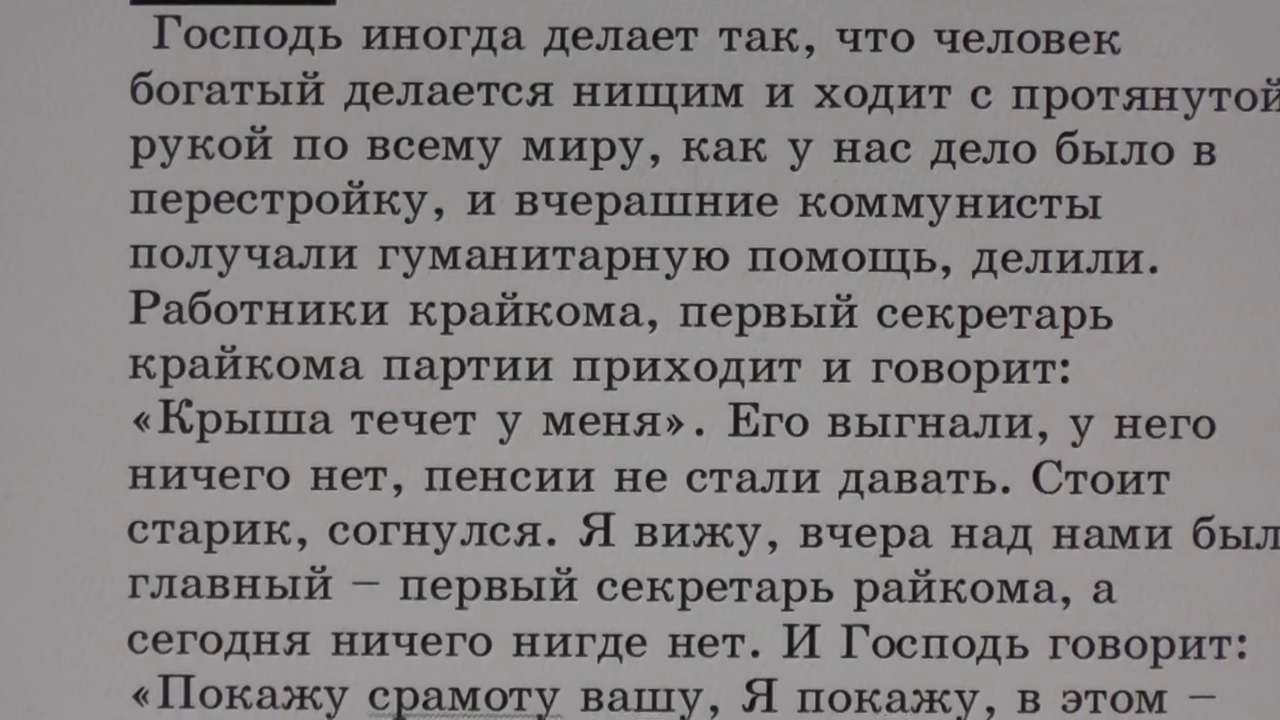 Господь иногда делает так, что человек
богатый делается нищим и ходит с протянутой
рукой по всему миру, как у нас дело было в
перестройку, и вчерашние коммунисты
получали гуманитарную помощь, делили.
Работники крайкома, первый секретарь
крайкома партии приходит и говорит:
«Крыша течет у меня». Его выгнали, у него
ничего нет, пенсии не стали давать. Стоит
старик, согнулся. Я вижу, вчера над нами был
главный – первый секретарь райкома, а
сегодня ничего нигде нет. И Господь говорит:
«Покажу срамоту вашу, Я покажу, в этом –